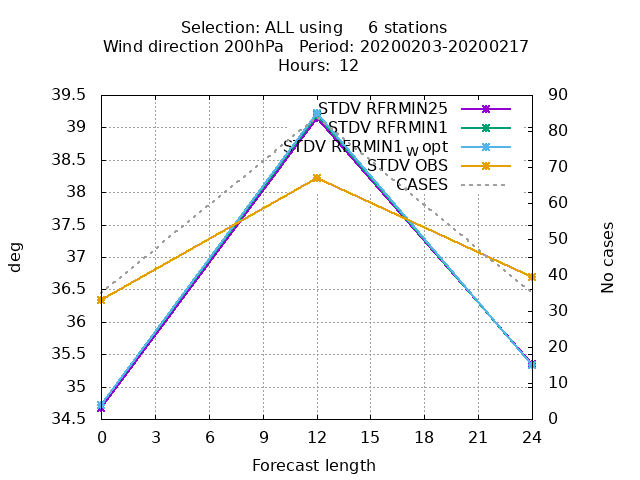 Selection: ALL using     6 stations
Wind direction 200hPa   Period: 20200203-20200217
Hours:  12
39.5
39
38.5
38
37.5
37
36.5
36
35.5
35
34.5
deg
STDV RFRMIN25
STDV RFRMIN1
STDV RFRMIN1 w opt
STDV OBS
CASES
90
80
70
60
50
40
30
20
10
0
No cases
0 3 6 9 12 15 18 21 24
Forecast length